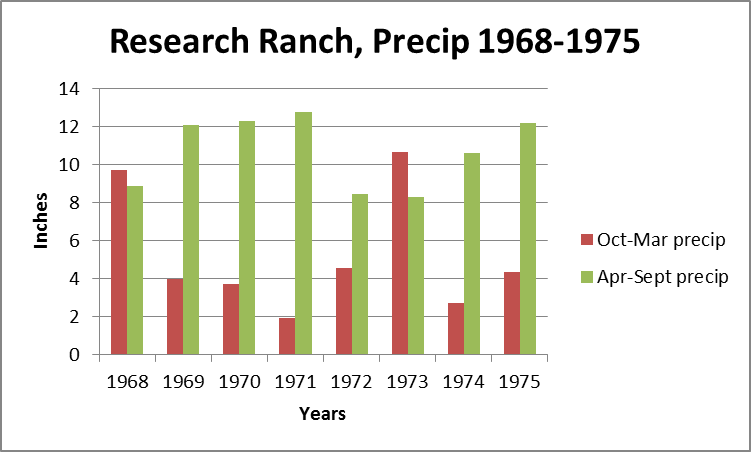 Research Ranch, Precip 1968-1975
14
12
10
8
6
4
2
0
Inches
1968 1969 1970 1971 1972 1973 1974 1975
Years
Oct-Mar precip
Apr-Sept precip